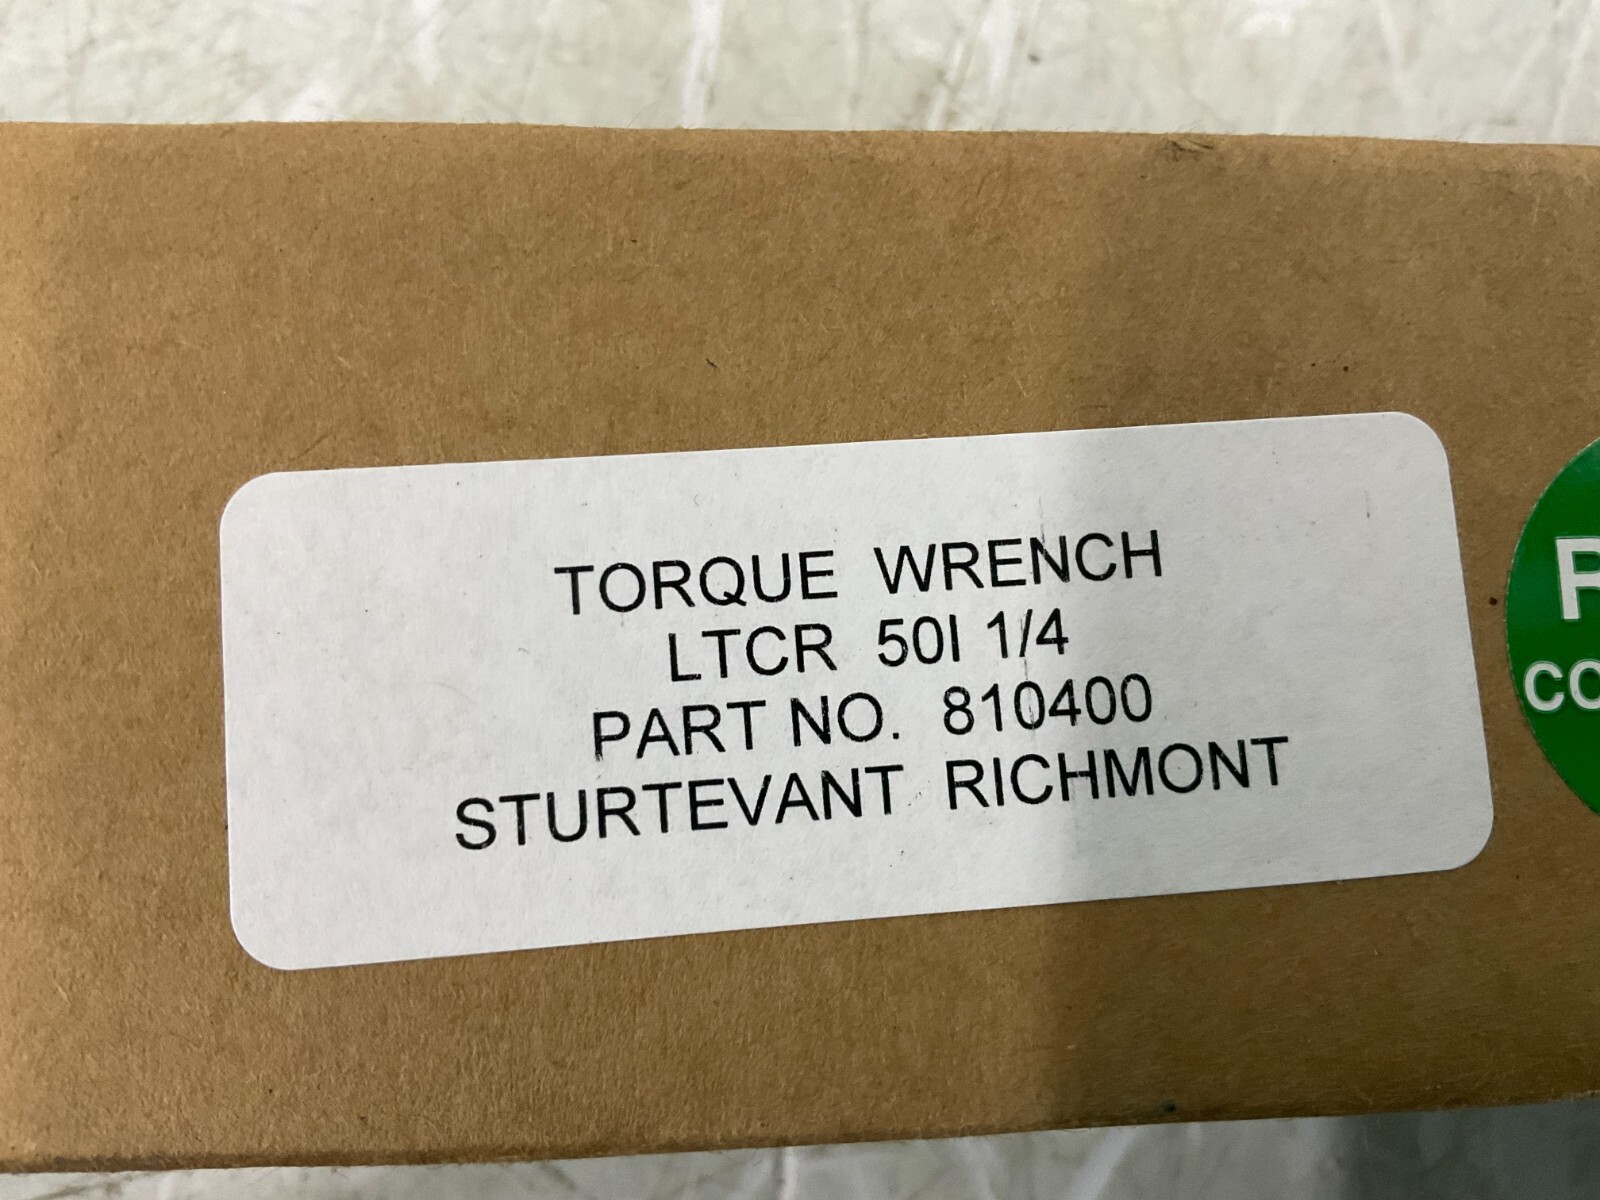 TORQUE WRENCH
LTCR 50I 1/4
PART NO. 810400
STURTEVANT RICHMONT